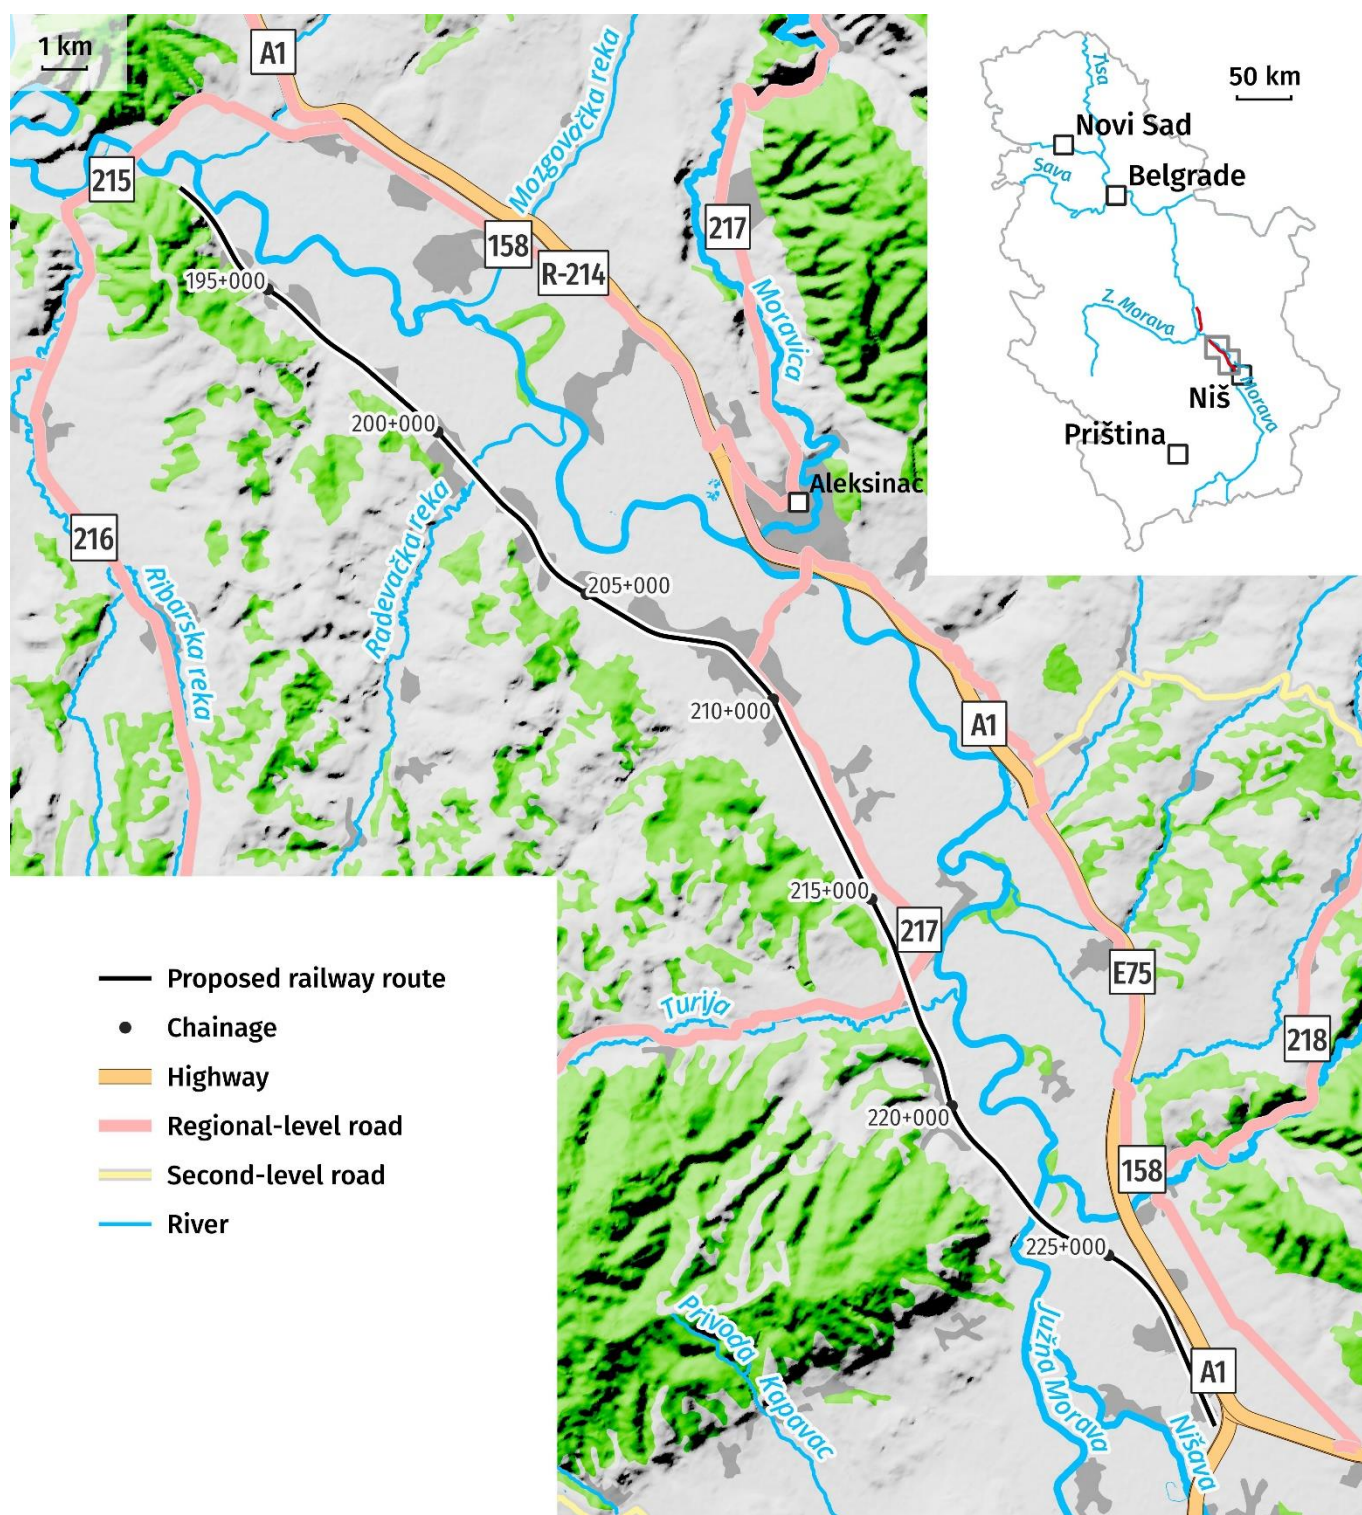 1 km
A1
Mozgovačka reka
215
217
158
R-214
195+000
Moravica
200+000
Aleksinac
216
Radevačka reka
Ribarska reka
205+000
210+000
A1
215+000
217
E75
Turija
218
220+000
158
225+000
Privoda
Kapavac
Južna Morava
A1
Nišava
50 km
Tisa
Novi Sad
Sava
Belgrade
Z. Morava
Niš
Morava
Priština
Proposed railway route
Chainage
Highway
Regional-level road
Second-level road
River